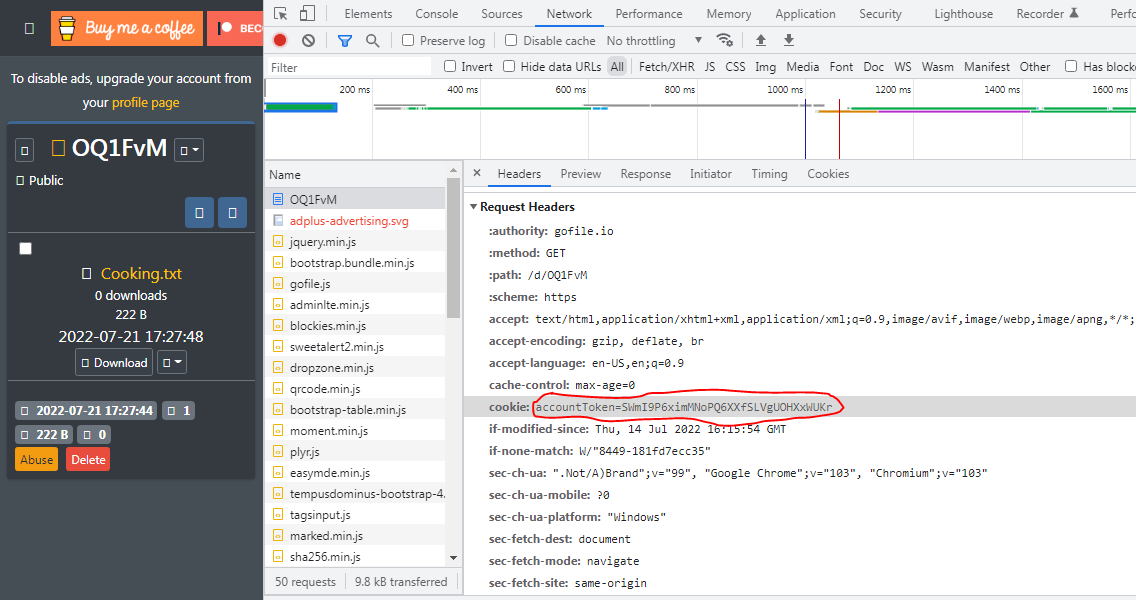 Buy me a coffee
BEC
To disable ads, upgrade your account from
your profile page
OQ1FvM
Public
Cooking.txt
0 downloads
222 B
2022-07-21 17:27:48
Download
2022-07-21 17:27:44
1
222 B
0
Abuse
Delete
Elements Console Sources Network Performance Memory Application Security Lighthouse Recorder Perfo
Preserve log Disable cache No throttling
Filter Invert Hide data URLs All Fetch/XHR JS CSS Img Media Font Doc WS Wasm Manifest Other Has block
200 ms 400 ms 600 ms 800 ms 1000 ms 1200 ms 1400 ms 1600 ms
Name
OQ1FvM
adplus-advertising.svg
jquery.min.js
bootstrap.bundle.min.js
gofile.js
adminlte.min.js
blockies.min.js
sweetalert2.min.js
dropzone.min.js
qrcode.min.js
bootstrap-table.min.js
moment.min.js
plyr.js
easymde.min.js
tempusdominus-bootstrap-4.
tagsinput.js
marked.min.js
sha256.min.js
50 requests 9.8 kB transferred
× Headers Preview Response Initiator Timing Cookies
Request Headers
:authority: gofile.io
:method: GET
:path: /d/OQ1FvM
:scheme: https
accept: text/html,application/xhtml+xml,application/xml;q=0.9,image/avif,image/webp,image/apng,*/*;
accept-encoding: gzip, deflate, br
accept-language: en-US,en;q=0.9
cache-control: max-age=0
cookie: accountToken=SWmI9P6ximMNoPQ6XXfSLVgUOHXxWUKr
if-modified-since: Thu, 14 Jul 2022 16:15:54 GMT
if-none-match: W/"8449-181fd7ecc35"
sec-ch-ua: ".Not/A)Brand";v="99", "Google Chrome";v="103", "Chromium";v="103"
sec-ch-ua-mobile: ?0
sec-ch-ua-platform: "Windows"
sec-fetch-dest: document
sec-fetch-mode: navigate
sec-fetch-site: same-origin